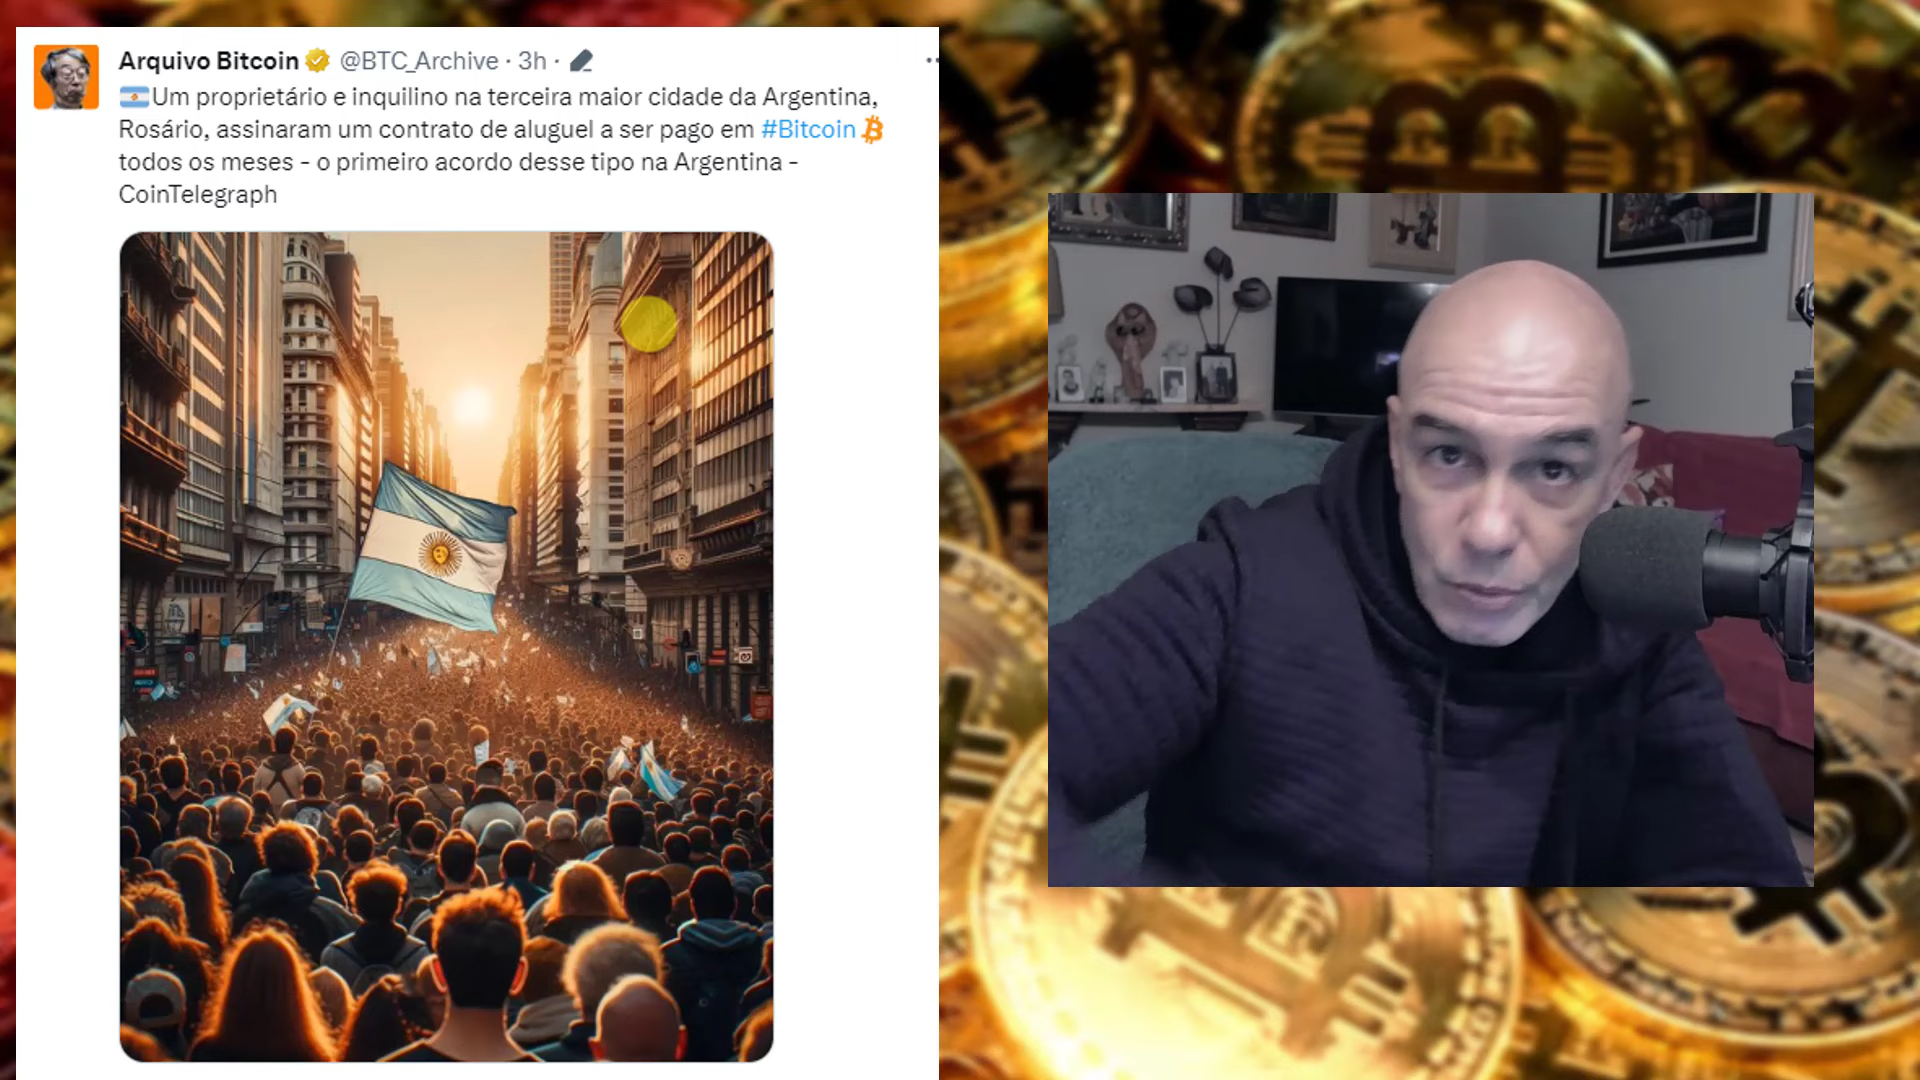 Arquivo Bitcoin @BTC_Archive · 3h ·
Um proprietário e inquilino na terceira maior cidade da Argentina,
Rosário, assinaram um contrato de aluguel a ser pago em #Bitcoin
todos os meses - o primeiro acordo desse tipo na Argentina -
CoinTelegraph